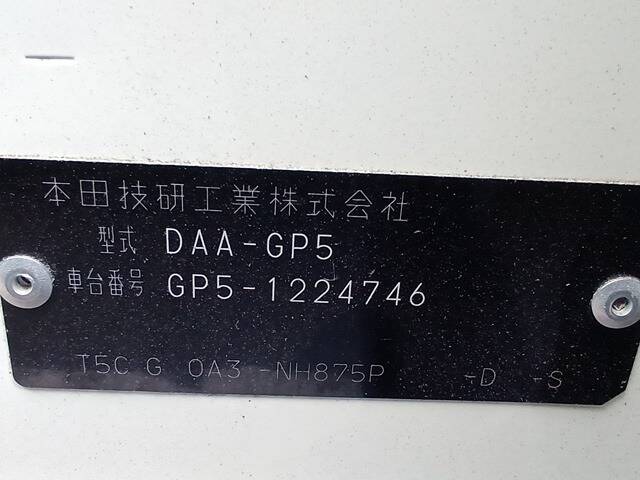 本田技研工業株式会社
型式 DAA-GP5
車台番号 GP5-1224746
T5C G 0A3 -NH875P -D -S